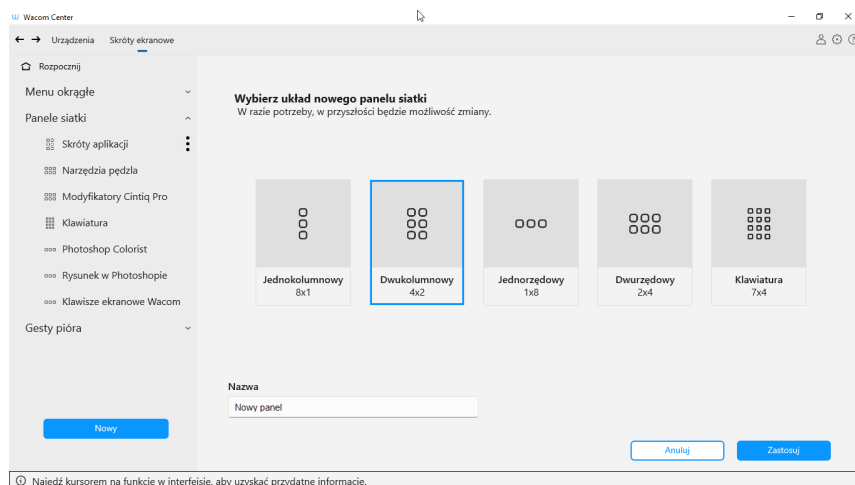 Wacom Center
Urządzenia Skróty ekranowe
Rozpocznij
Menu okrągłe
Panele siatki
Skróty aplikacji
Narzędzia pędzla
Modyfikatory Cintiq Pro
Klawiatura
Photoshop Colorist
Rysunek w Photoshopie
Klawisze ekranowe Wacom
Gesty pióra
Nowy
Wybierz układ nowego panelu siatki
W razie potrzeby, w przyszłości będzie możliwość zmiany.
Jednokolumnowy Dwukolumnowy Jednorzędowy Dwurzędowy Klawiatura
8x1 4x2 1x8 2x4 7x4
Nazwa
Nowy panel
Anuluj Zastosuj
Najedź kursorem na funkcję w interfejsie, aby uzyskać przydatne informacje.